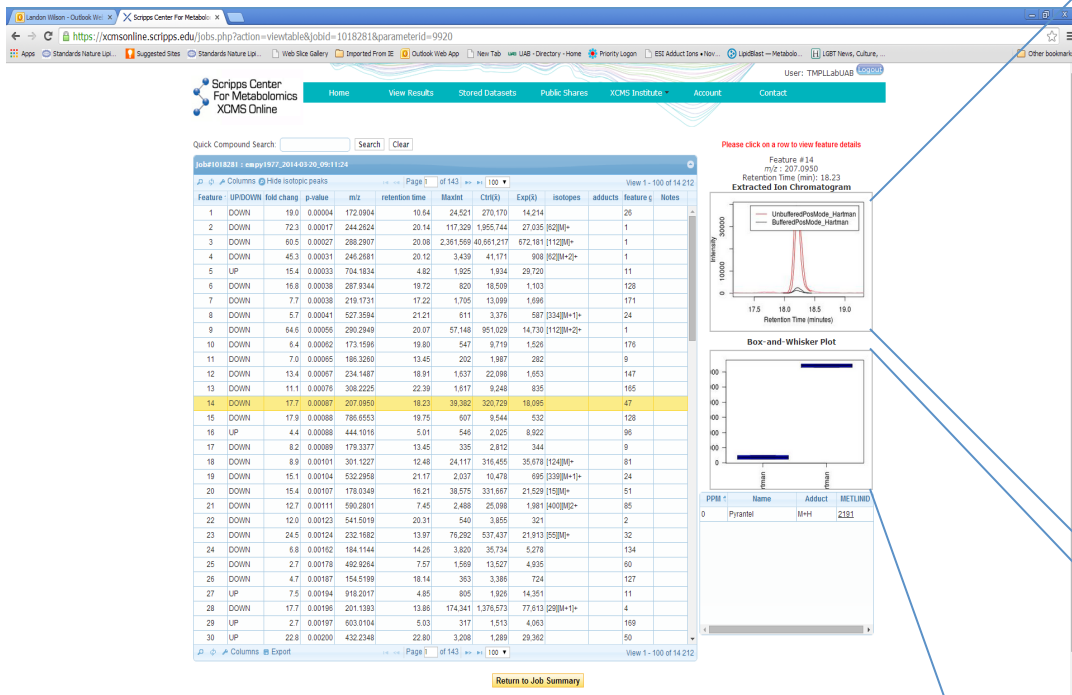 Landon Wilson - Outlook Web
Scripps Center For Metabolo
https://xcmsonline.scripps.edu/jobs.php?action=viewtable&jobid=1018281&parameterid=9920
Apps Standards Nature Lipi... Suggested Sites Standards Nature Lipi... Web Slice Gallery Imported From IE Outlook Web App New Tab UAB - Directory - Home Priority Logon ESI Adduct Ions • Nov... LipidBlast — Metabolo... LGBT News, Culture, ... Other bookmark
User: TMPLLabUAB Logout
Scripps Center
For Metabolomics
XCMS Online
Home View Results Stored Datasets Public Shares XCMS Institute Account Contact
Quick Compound Search: Search Clear
Job#1018281 : empy1977_2014-03-20_09:11:24
Columns Hide isotopic peaks Page 1 of 143 100 View 1 - 100 of 14 212
Feature UP/DOWN fold chang p-value m/z retention time MaxInt Ctrl(x̄) Exp(x̄) isotopes adducts feature g Notes
1 DOWN 19.0 0.00004 172.0904 10.64 24,521 270,170 14,214 26
2 DOWN 72.3 0.00017 244.2624 20.14 117,329 1,955,744 27,035 [62][M]+ 1
3 DOWN 60.5 0.00027 288.2907 20.08 2,361,569 40,661,217 672,181 [112][M]+ 1
4 DOWN 45.3 0.00031 246.2681 20.12 3,439 41,171 908 [62][M+2]+ 1
5 UP 15.4 0.00033 704.1834 4.82 1,925 1,934 29,720 11
6 DOWN 16.8 0.00038 287.9344 19.72 820 18,509 1,103 128
7 DOWN 7.7 0.00038 219.1731 17.22 1,705 13,099 1,696 171
8 DOWN 5.7 0.00041 527.3594 21.21 611 3,376 587 [334][M+1]+ 24
9 DOWN 64.6 0.00056 290.2949 20.07 57,148 951,029 14,730 [112][M+2]+ 1
10 DOWN 6.4 0.00062 173.1596 19.80 547 9,719 1,526 176
11 DOWN 7.0 0.00065 186.3260 13.45 202 1,987 282 9
12 DOWN 13.4 0.00067 234.1487 18.91 1,637 22,098 1,653 147
13 DOWN 11.1 0.00076 308.2225 22.39 1,617 9,248 835 165
14 DOWN 17.7 0.00087 207.0950 18.23 39,382 320,729 18,095 47
15 DOWN 17.9 0.00088 786.6553 19.75 607 9,544 532 128
16 UP 4.4 0.00088 444.1016 5.01 546 2,025 8,922 96
17 DOWN 8.2 0.00089 179.3377 13.45 335 2,812 344 9
18 DOWN 8.9 0.00101 301.1227 12.48 24,117 316,455 35,678 [124][M]+ 81
19 DOWN 15.1 0.00104 532.2958 21.17 2,037 10,478 695 [339][M+1]+ 24
20 DOWN 15.4 0.00107 178.0349 16.21 38,575 331,667 21,529 [15][M]+ 51
21 DOWN 12.7 0.00111 590.2801 7.45 2,488 25,098 1,981 [400][M]2+ 85
22 DOWN 12.0 0.00123 541.5019 20.31 540 3,855 321 2
23 DOWN 24.5 0.00124 232.1682 13.97 76,292 537,437 21,913 [55][M]+ 32
24 DOWN 6.8 0.00162 184.1144 14.26 3,820 35,734 5,278 134
25 DOWN 2.7 0.00178 492.9264 7.57 1,569 13,527 4,935 60
26 DOWN 4.7 0.00187 154.5199 18.14 363 3,386 724 127
27 UP 7.5 0.00194 918.2017 4.85 805 1,926 14,351 11
28 DOWN 17.7 0.00196 201.1393 13.86 174,341 1,376,573 77,613 [29][M+1]+ 4
29 UP 2.7 0.00197 603.0104 5.03 317 1,513 4,063 169
30 UP 22.8 0.00200 432.2348 22.80 3,208 1,289 29,362 50
Columns Export Page 1 of 143 100 View 1 - 100 of 14 212
Return to Job Summary
Please click on a row to view feature details
Feature #14
m/z : 207.0950
Retention Time (min): 18.23
Extracted Ion Chromatogram
UnbufferedPosMode_Hartman
BufferedPosMode_Hartman
Intensity
0 10000 30000
17.5 18.0 18.5 19.0
Retention Time (minutes)
Box-and-Whisker Plot
000
000
000
000
000
0
rtman rtman
PPM Name Adduct METLINID
0 Pyrantel M+H 2191